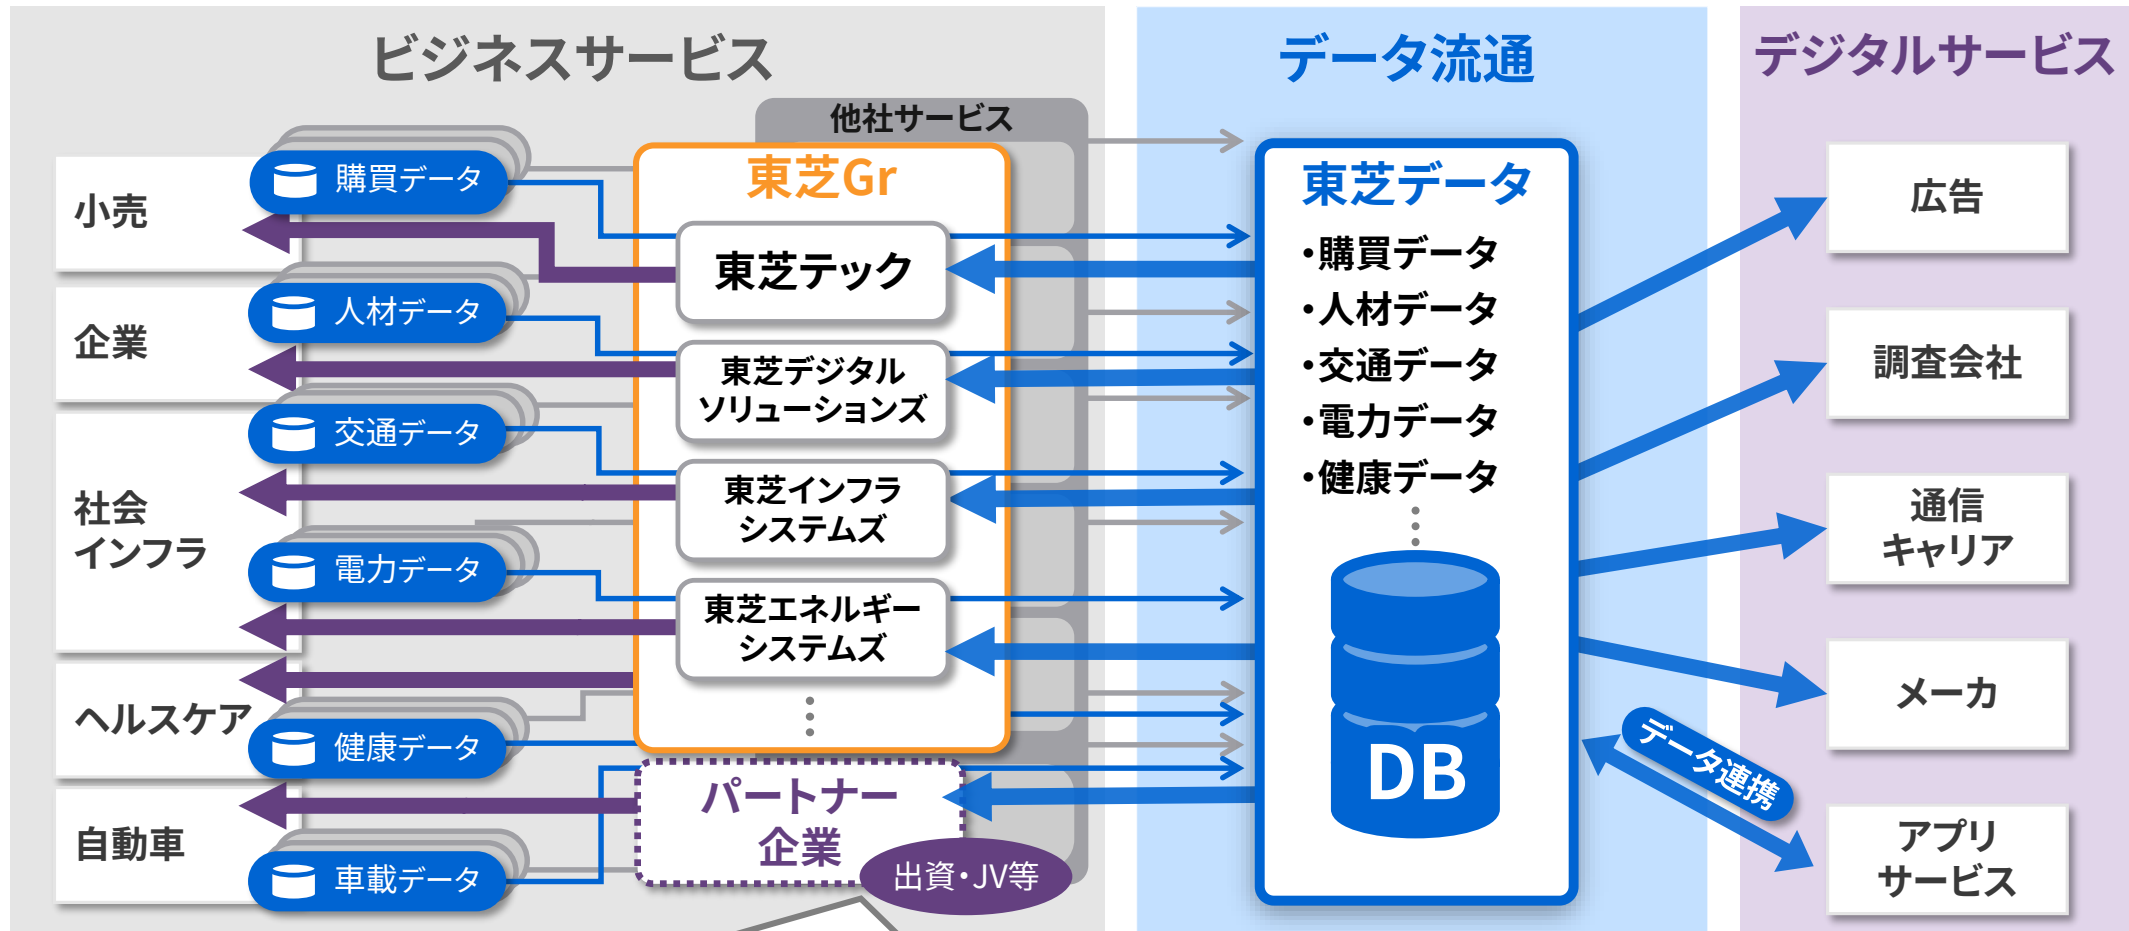 ビジネスサービス
データ流通
デジタルサービス
他社サービス
小売
企業
社会
インフラ
ヘルスケア
自動車
購買データ
人材データ
交通データ
電力データ
健康データ
車載データ
東芝Gr
東芝テック
東芝デジタル
ソリューションズ
東芝インフラ
システムズ
東芝エネルギー
システムズ
パートナー
企業
出資・JV等
東芝データ
・購買データ
・人材データ
・交通データ
・電力データ
・健康データ
DB
広告
調査会社
通信
キャリア
メーカ
データ連携
アプリ
サービス